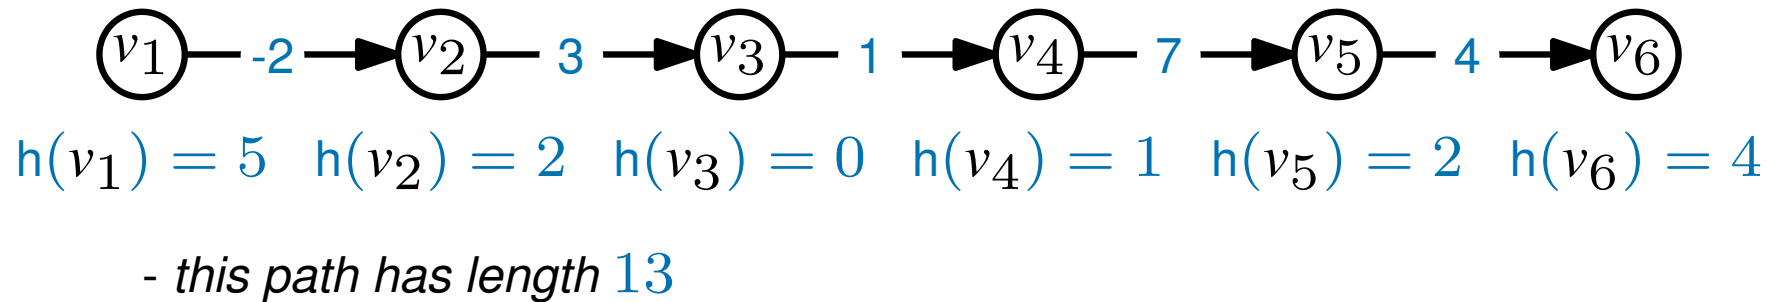 v1 -2 v2 3 v3 1 v4 7 v5 4 v6
h(v1) = 5 h(v2) = 2 h(v3) = 0 h(v4) = 1 h(v5) = 2 h(v6) = 4
- this path has length 13